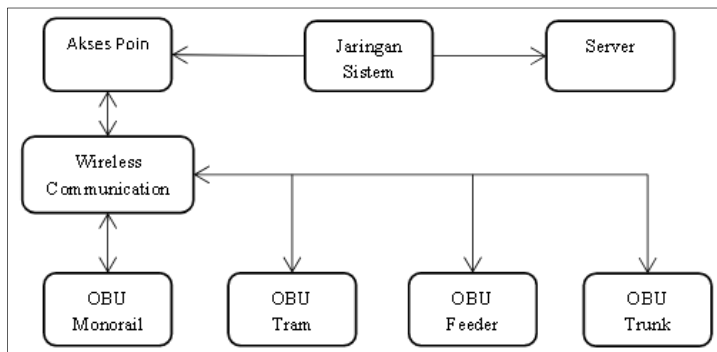 Akses Poin
Jaringan
Sistem
Server
Wireless
Communication
OBU
Monorail
OBU
Tram
OBU
Feeder
OBU
Trunk